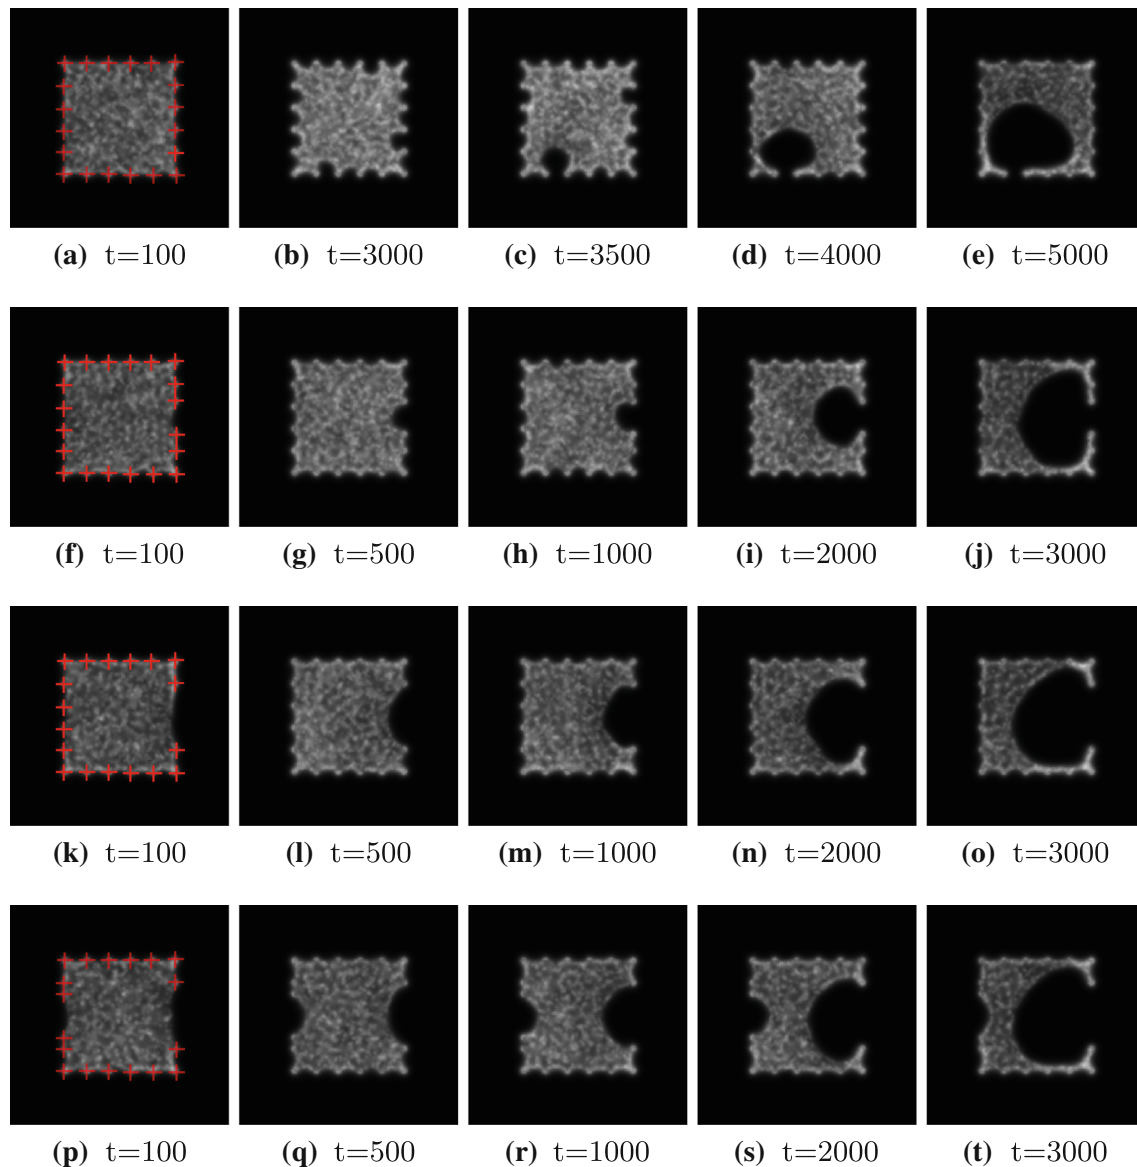 (a) t=100 (b) t=3000 (c) t=3500 (d) t=4000 (e) t=5000
(f) t=100 (g) t=500 (h) t=1000 (i) t=2000 (j) t=3000
(k) t=100 (l) t=500 (m) t=1000 (n) t=2000 (o) t=3000
(p) t=100 (q) t=500 (r) t=1000 (s) t=2000 (t) t=3000